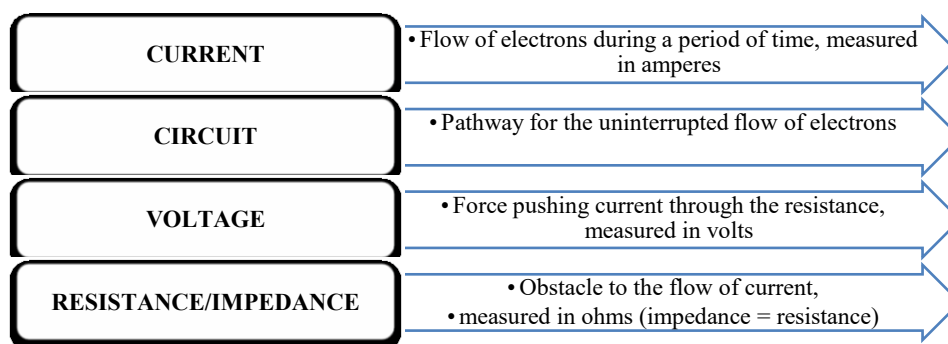 CURRENT
• Flow of electrons during a period of time, measured
in amperes
CIRCUIT
• Pathway for the uninterrupted flow of electrons
VOLTAGE
• Force pushing current through the resistance,
measured in volts
RESISTANCE/IMPEDANCE
• Obstacle to the flow of current,
• measured in ohms (impedance = resistance)